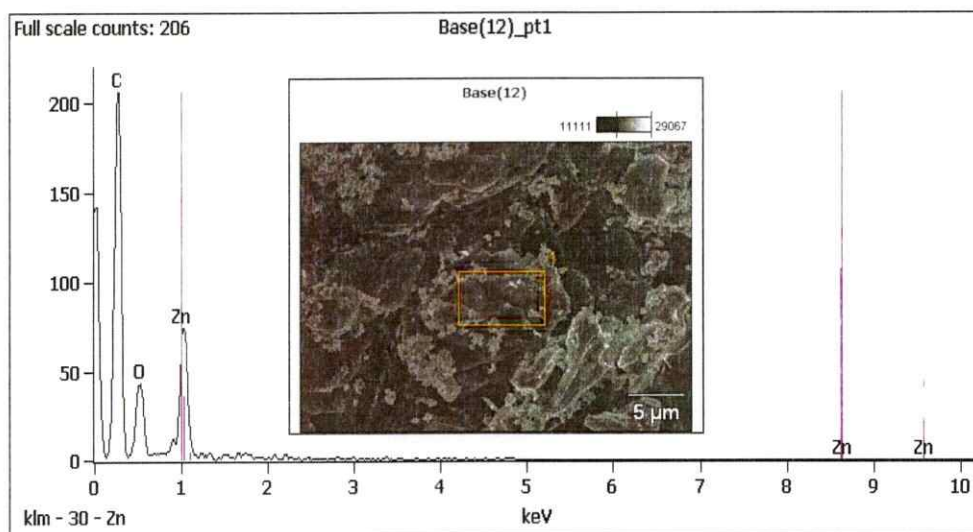 Full scale counts: 206
Base(12)_pt1
Base(12)
11111
29067
200
150
100
50
0
C
O
Zn
5 µm
Zn
Zn
0 1 2 3 4 5 6 7 8 9 10
klm - 30 - Zn
keV